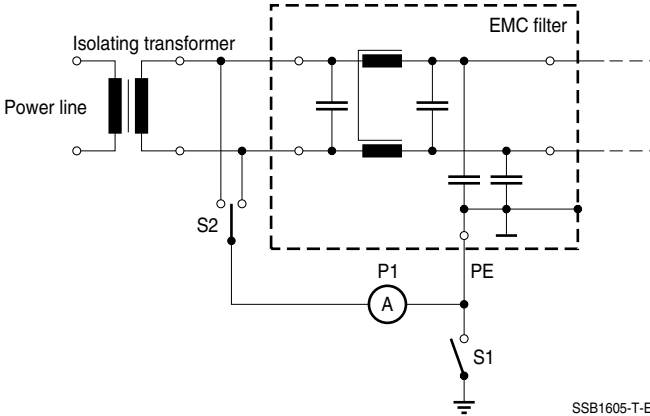 EMC filter
Isolating transformer
Power line
S2
P1
PE
A
S1
SSB1605-T-E